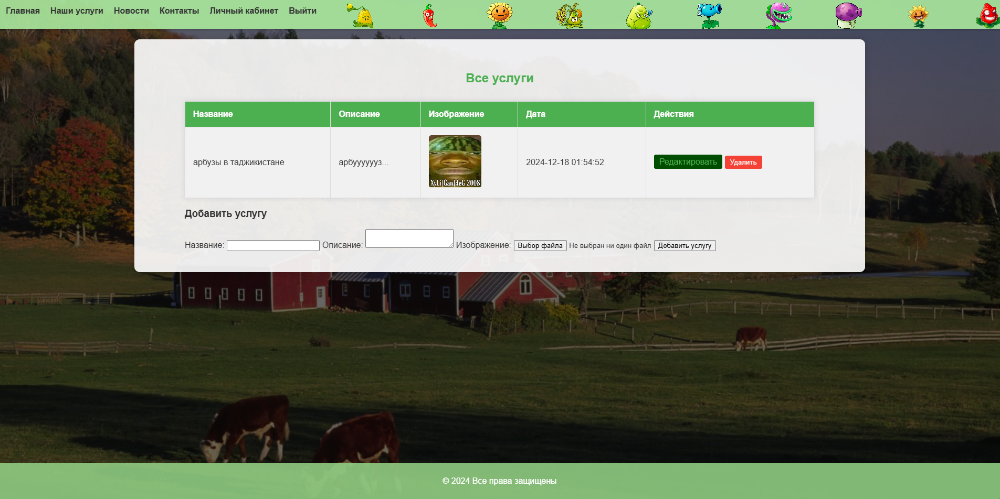 Главная Наши услуги Новости Контакты Личный кабинет Выйти
Все услуги
Название Описание Изображение Дата Действия
арбузы в таджикистане арбууууууз... 2024-12-18 01:54:52 Редактировать Удалить
XyLi[Gan]4eG 2008
Добавить услугу
Название: Описание: Изображение: Выбор файла Не выбран ни один файл Добавить услугу
© 2024 Все права защищены